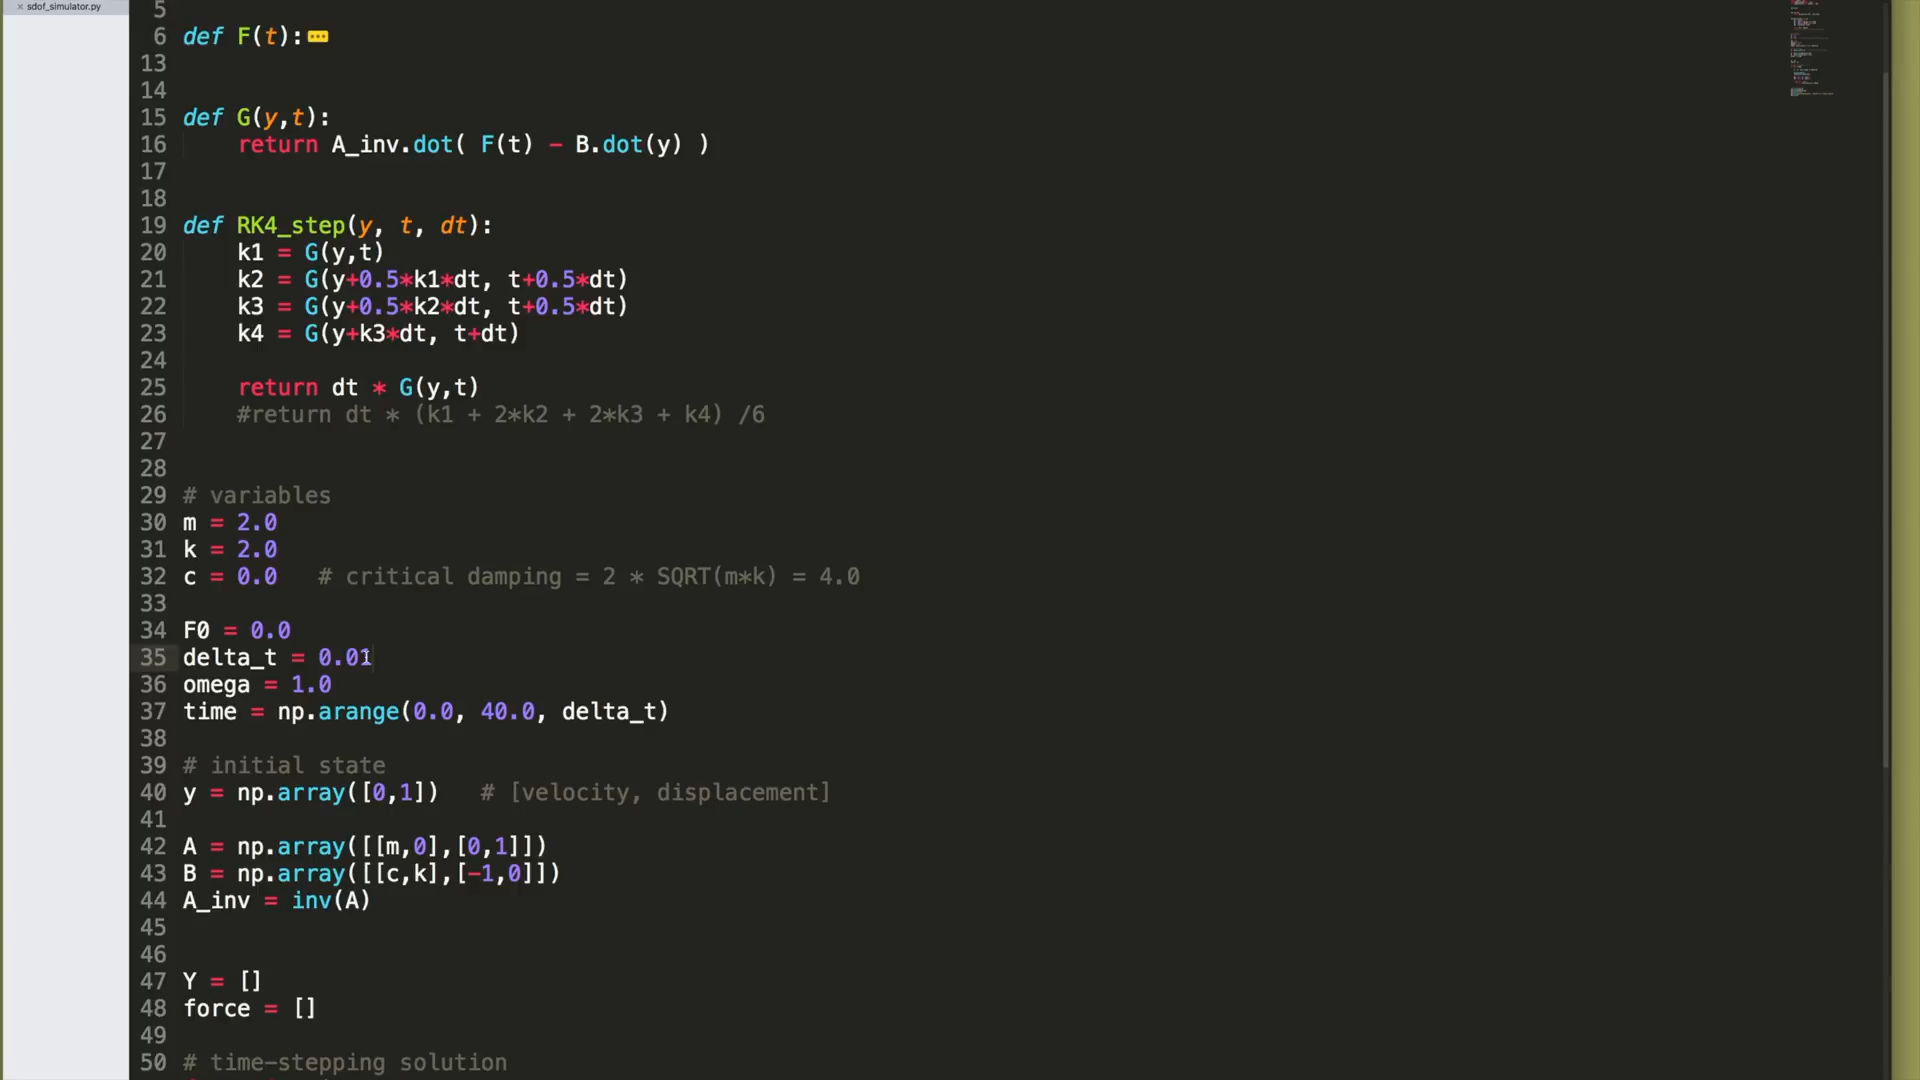 × sdof_simulator.py
5
6 def F(t):
13
14
15 def G(y,t):
16 return A_inv.dot( F(t) - B.dot(y) )
17
18
19 def RK4_step(y, t, dt):
20 k1 = G(y,t)
21 k2 = G(y+0.5*k1*dt, t+0.5*dt)
22 k3 = G(y+0.5*k2*dt, t+0.5*dt)
23 k4 = G(y+k3*dt, t+dt)
24
25 return dt * G(y,t)
26 #return dt * (k1 + 2*k2 + 2*k3 + k4) /6
27
28
29 # variables
30 m = 2.0
31 k = 2.0
32 c = 0.0 # critical damping = 2 * SQRT(m*k) = 4.0
33
34 F0 = 0.0
35 delta_t = 0.01
36 omega = 1.0
37 time = np.arange(0.0, 40.0, delta_t)
38
39 # initial state
40 y = np.array([0,1]) # [velocity, displacement]
41
42 A = np.array([[m,0],[0,1]])
43 B = np.array([[c,k],[-1,0]])
44 A_inv = inv(A)
45
46
47 Y = []
48 force = []
49
50 # time-stepping solution